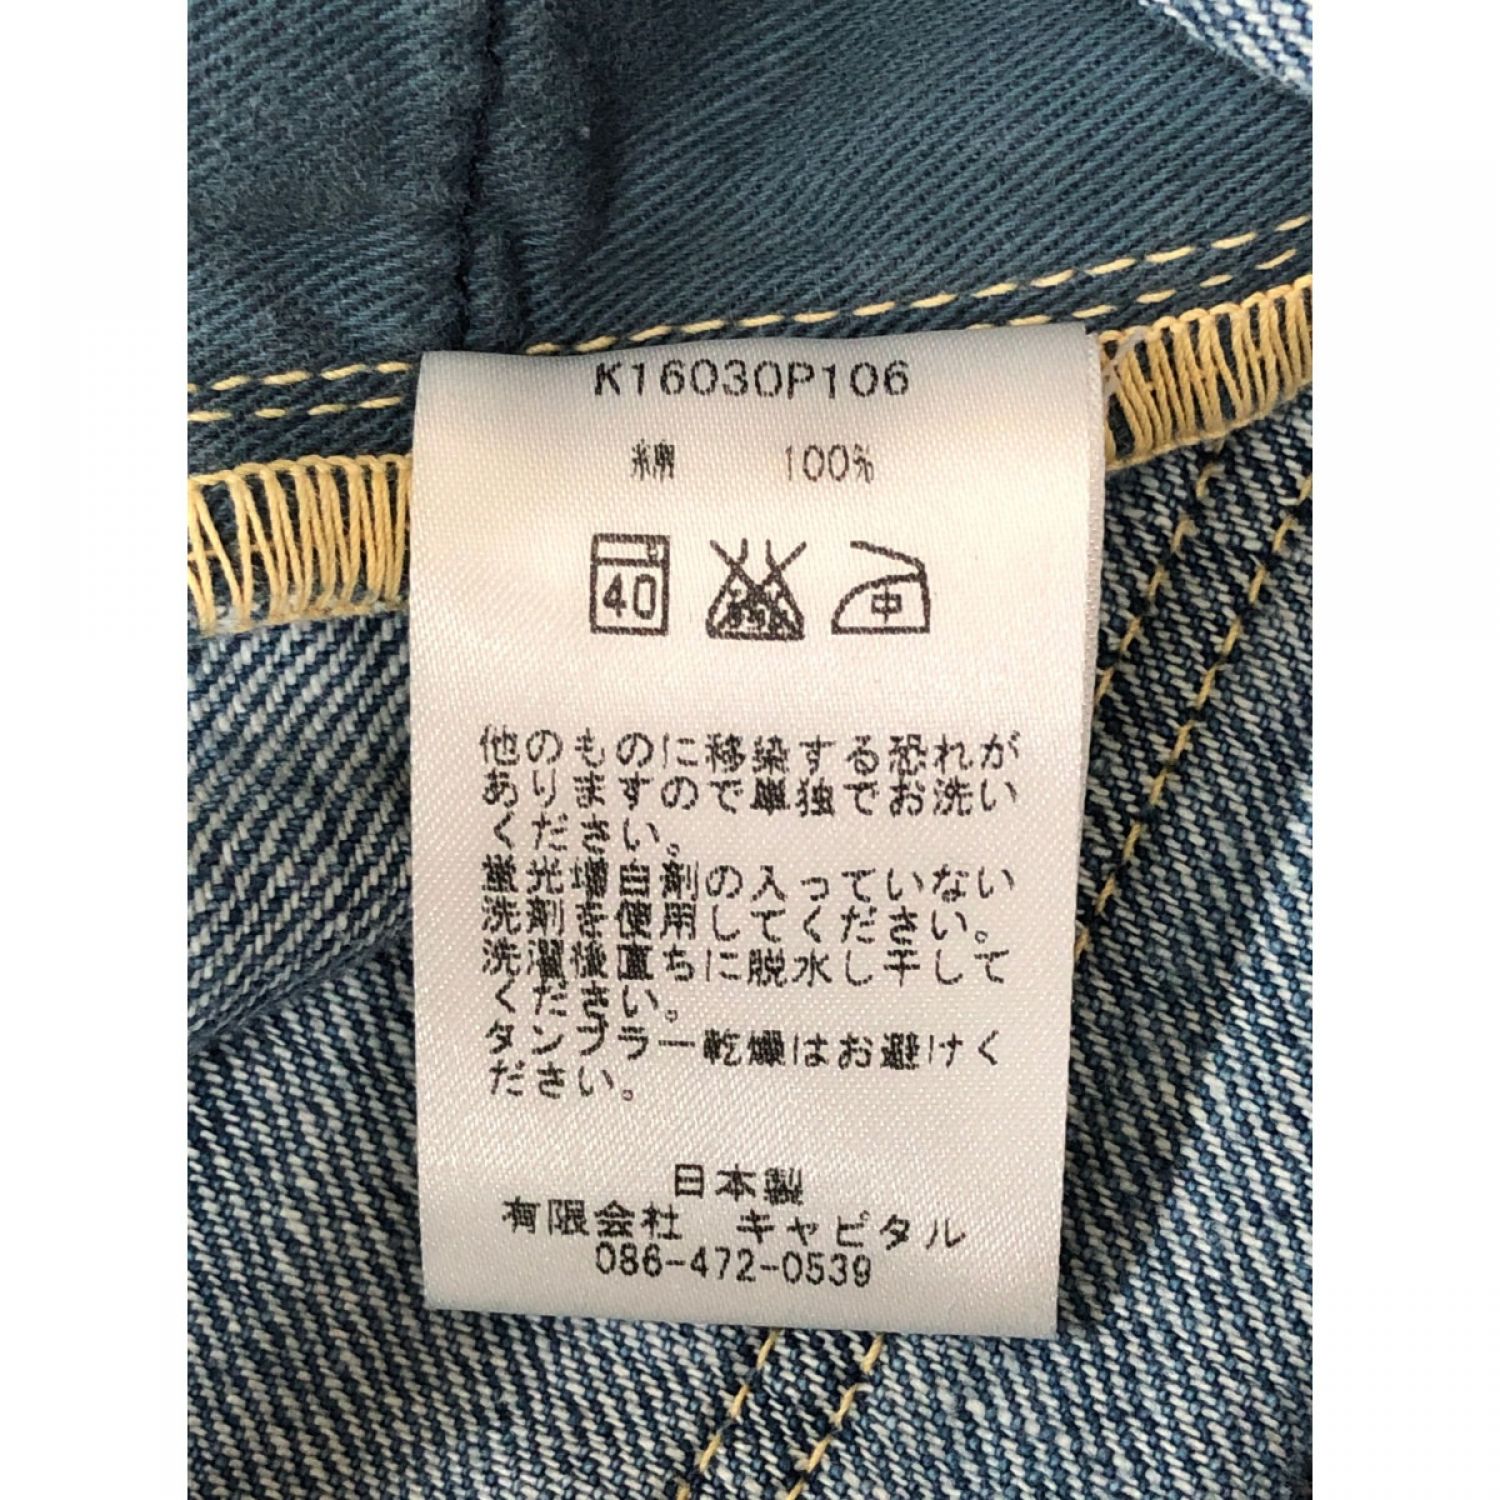 K16030P106
綿 100%
40 中
他のものに移染する恐れが
ありますので単独でお洗い
ください。
蛍光増白剤の入っていない
洗剤を使用してください。
洗濯後直ちに脱水し干して
ください。
タンブラー乾燥はお避けく
ださい。
日本製
有限会社 キャピタル
086-472-0539